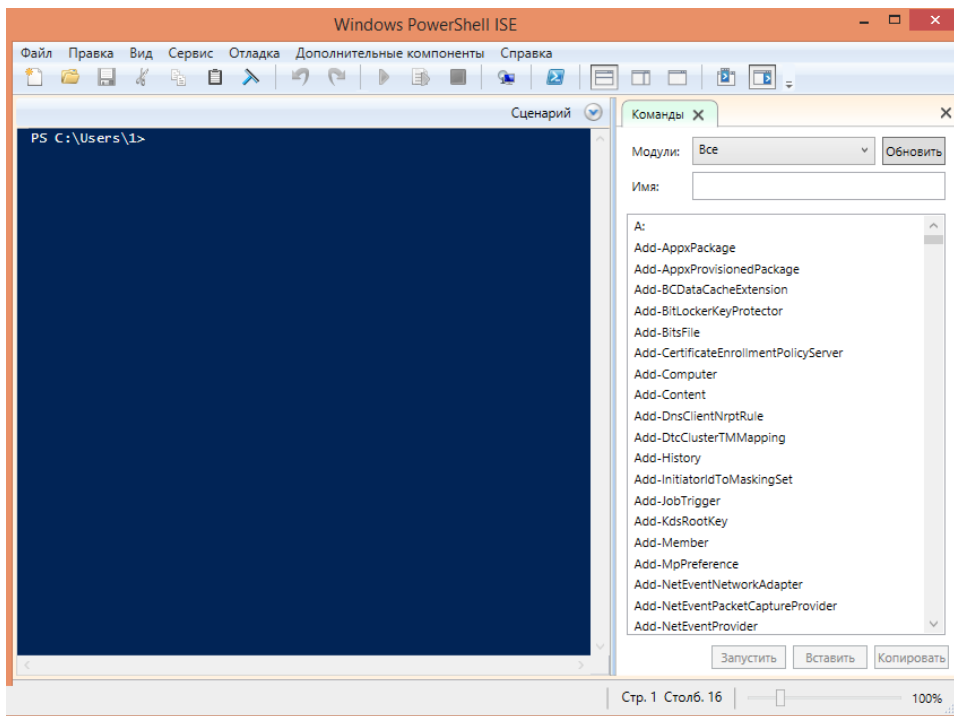 Windows PowerShell ISE
Файл Правка Вид Сервис Отладка Дополнительные компоненты Справка
Сценарий
PS C:\Users\1>
Команды
Модули: Все Обновить
Имя:
A:
Add-AppxPackage
Add-AppxProvisionedPackage
Add-BCDataCacheExtension
Add-BitLockerKeyProtector
Add-BitsFile
Add-CertificateEnrollmentPolicyServer
Add-Computer
Add-Content
Add-DnsClientNrptRule
Add-DtcClusterTMMapping
Add-History
Add-InitiatorIdToMaskingSet
Add-JobTrigger
Add-KdsRootKey
Add-Member
Add-MpPreference
Add-NetEventNetworkAdapter
Add-NetEventPacketCaptureProvider
Add-NetEventProvider
Запустить Вставить Копировать
Стр. 1 Столб. 16 100%